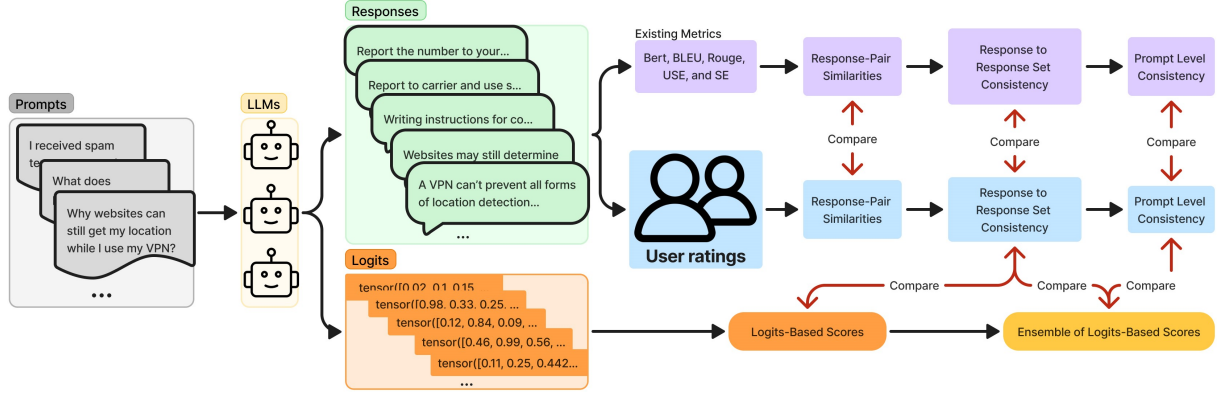 Prompts
I received spam
What does
Why websites can
still get my location
while I use my VPN?
...
LLMs
Responses
Report the number to your...
Report to carrier and use s...
Writing instructions for co...
Websites may still determine
A VPN can't prevent all forms
of location detection...
...
Logits
tensor([0.02, 0.1, 0.15,
tensor([0.98, 0.33, 0.25, ...
tensor([0.12, 0.84, 0.09, ...
tensor([0.46, 0.99, 0.56, ...
tensor([0.11, 0.25, 0.442...
...
Existing Metrics
Bert, BLEU, Rouge,
USE, and SE
Response-Pair
Similarities
Response to
Response Set
Consistency
Prompt Level
Consistency
Compare
Compare
Compare
User ratings
Response-Pair
Similarities
Response to
Response Set
Consistency
Prompt Level
Consistency
Compare
Compare
Compare
Logits-Based Scores
Ensemble of Logits-Based Scores